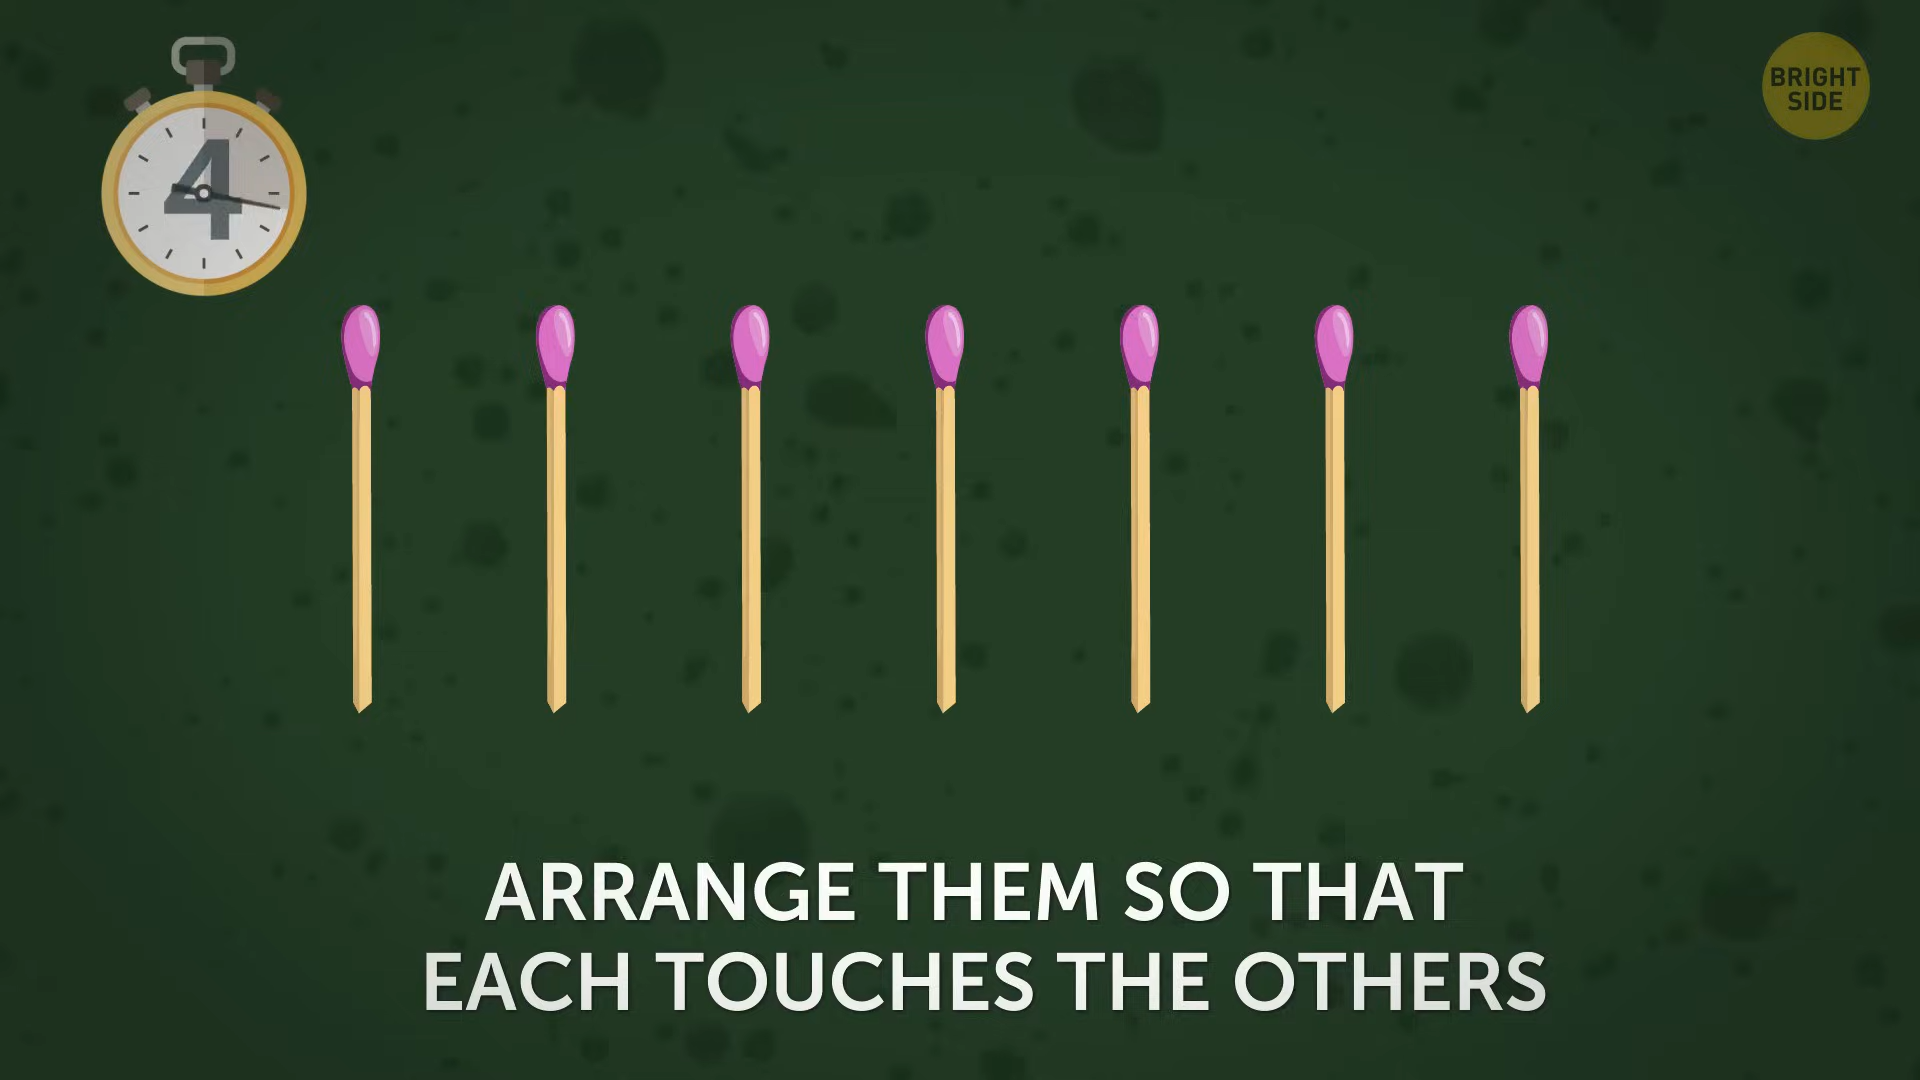 4
BRIGHT
SIDE
ARRANGE THEM SO THAT
EACH TOUCHES THE OTHERS